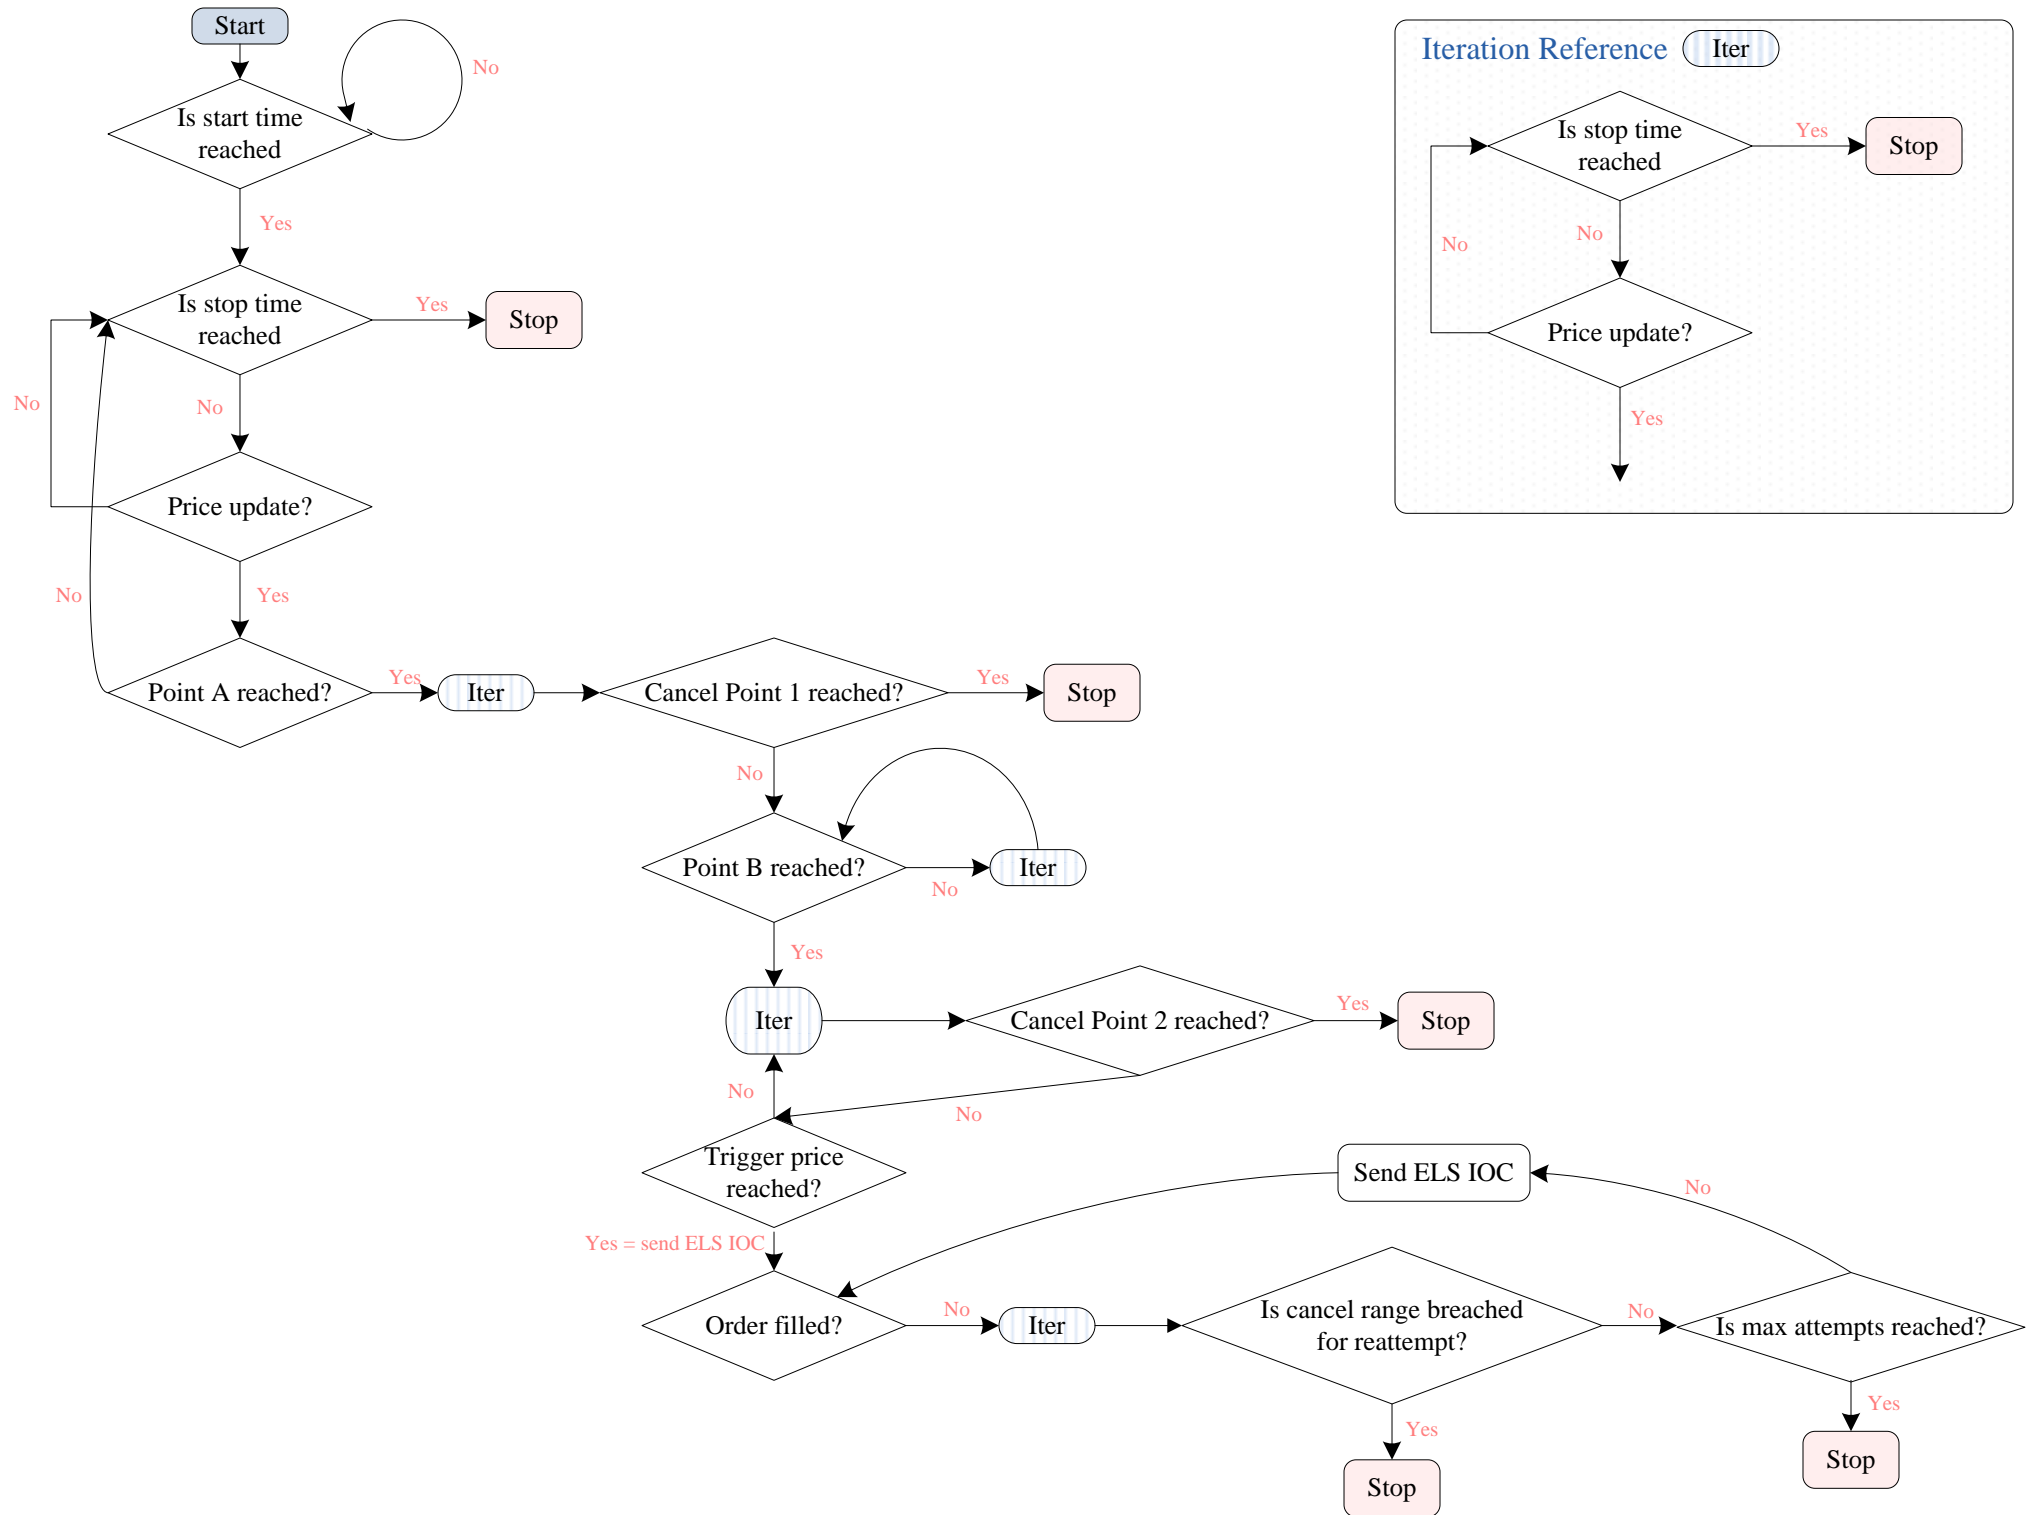 Start
No
Is start time
reached
Yes
Is stop time
reached
Yes
Stop
No
No
Price update?
No
Yes
Point A reached?
Yes
Iter
Cancel Point 1 reached?
Yes
Stop
No
Point B reached?
No
Iter
Yes
Iter
Cancel Point 2 reached?
Yes
Stop
No
No
Trigger price
reached?
Yes = send ELS IOC
Send ELS IOC
No
Order filled?
No
Iter
Is cancel range breached
for reattempt?
No
Is max attempts reached?
Yes
Stop
Yes
Stop
Iteration Reference
Iter
Is stop time
reached
Yes
Stop
No
No
Price update?
Yes